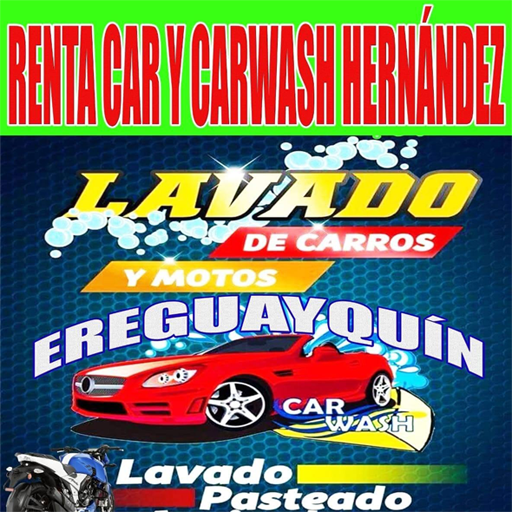 RENTA CAR Y CARWASH HERNÁNDEZ
LAVADO
DE CARROS
Y MOTOS
EREGUAYQUÍN
CAR
WASH
Lavado
Pasteado